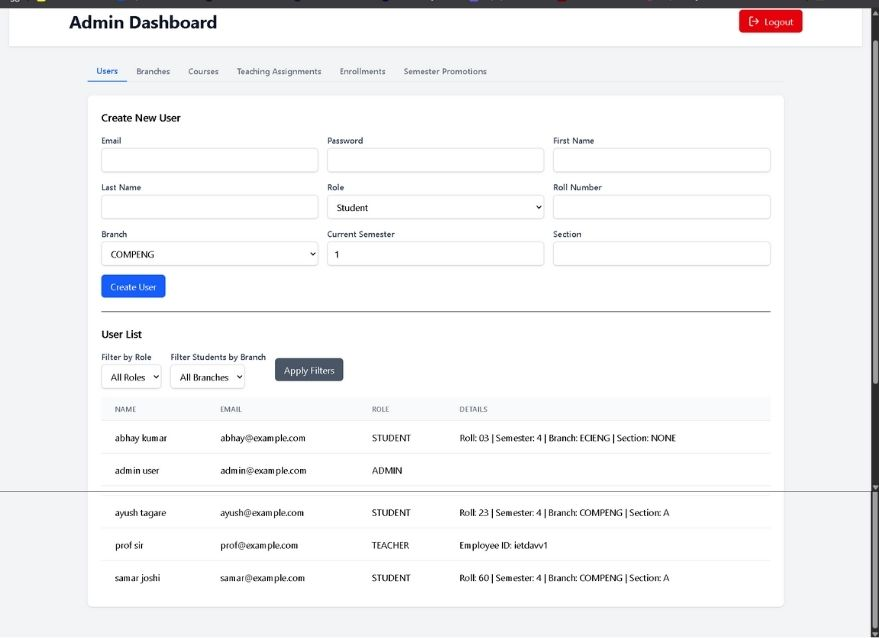 Admin Dashboard
Logout
Users Branches Courses Teaching Assignments Enrollments Semester Promotions
Create New User
Email Password First Name
Last Name Role Roll Number
Student
Branch Current Semester Section
COMPENG 1
Create User
User List
Filter by Role Filter Students by Branch
All Roles All Branches Apply Filters
NAME EMAIL ROLE DETAILS
abhay kumar abhay@example.com STUDENT Roll: 03 | Semester: 4 | Branch: ECIENG | Section: NONE
admin user admin@example.com ADMIN
ayush tagare ayush@example.com STUDENT Roll: 23 | Semester: 4 | Branch: COMPENG | Section: A
prof sir prof@example.com TEACHER Employee ID: ietdavv1
samar joshi samar@example.com STUDENT Roll: 60 | Semester: 4 | Branch: COMPENG | Section: A